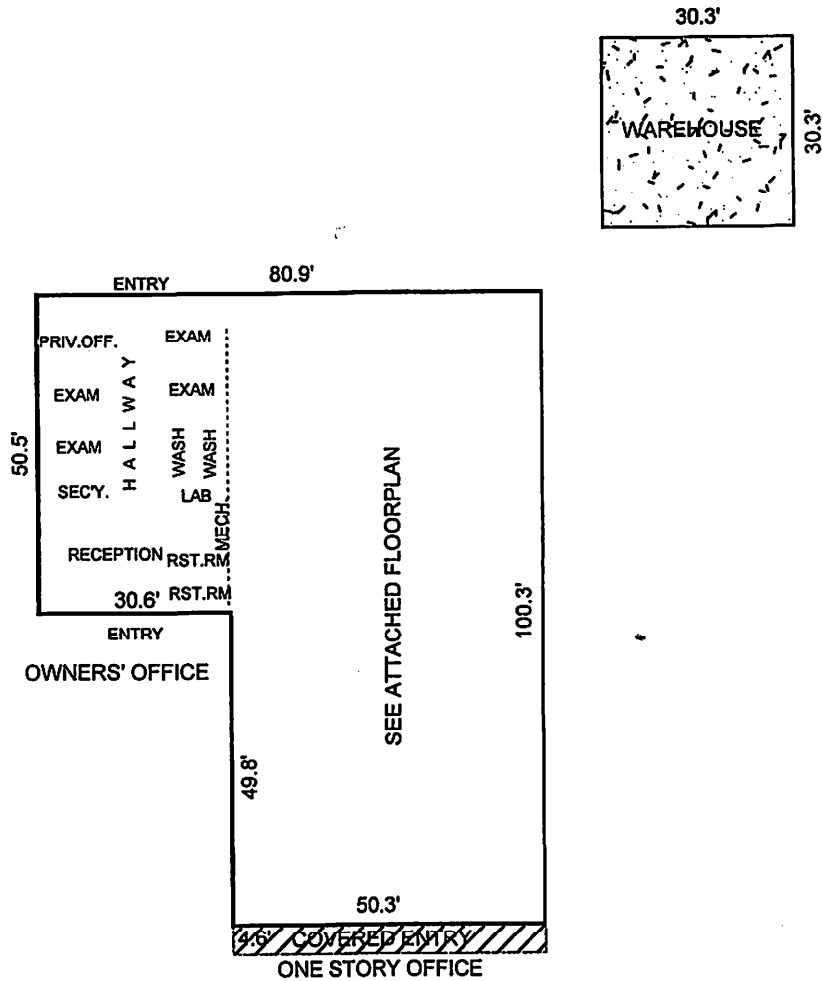 30.3'
WAREHOUSE
30.3'
ENTRY
80.9'
PRIV.OFF.
EXAM
EXAM
EXAM
EXAM
HALLWAY
WASH
WASH
50.5'
SEC'Y.
LAB
MECH.
RECEPTION
RST.RM
30.6'
RST.RM
ENTRY
OWNERS' OFFICE
SEE ATTACHED FLOORPLAN
100.3'
49.8'
50.3'
4.6' COVERED ENTRY
ONE STORY OFFICE